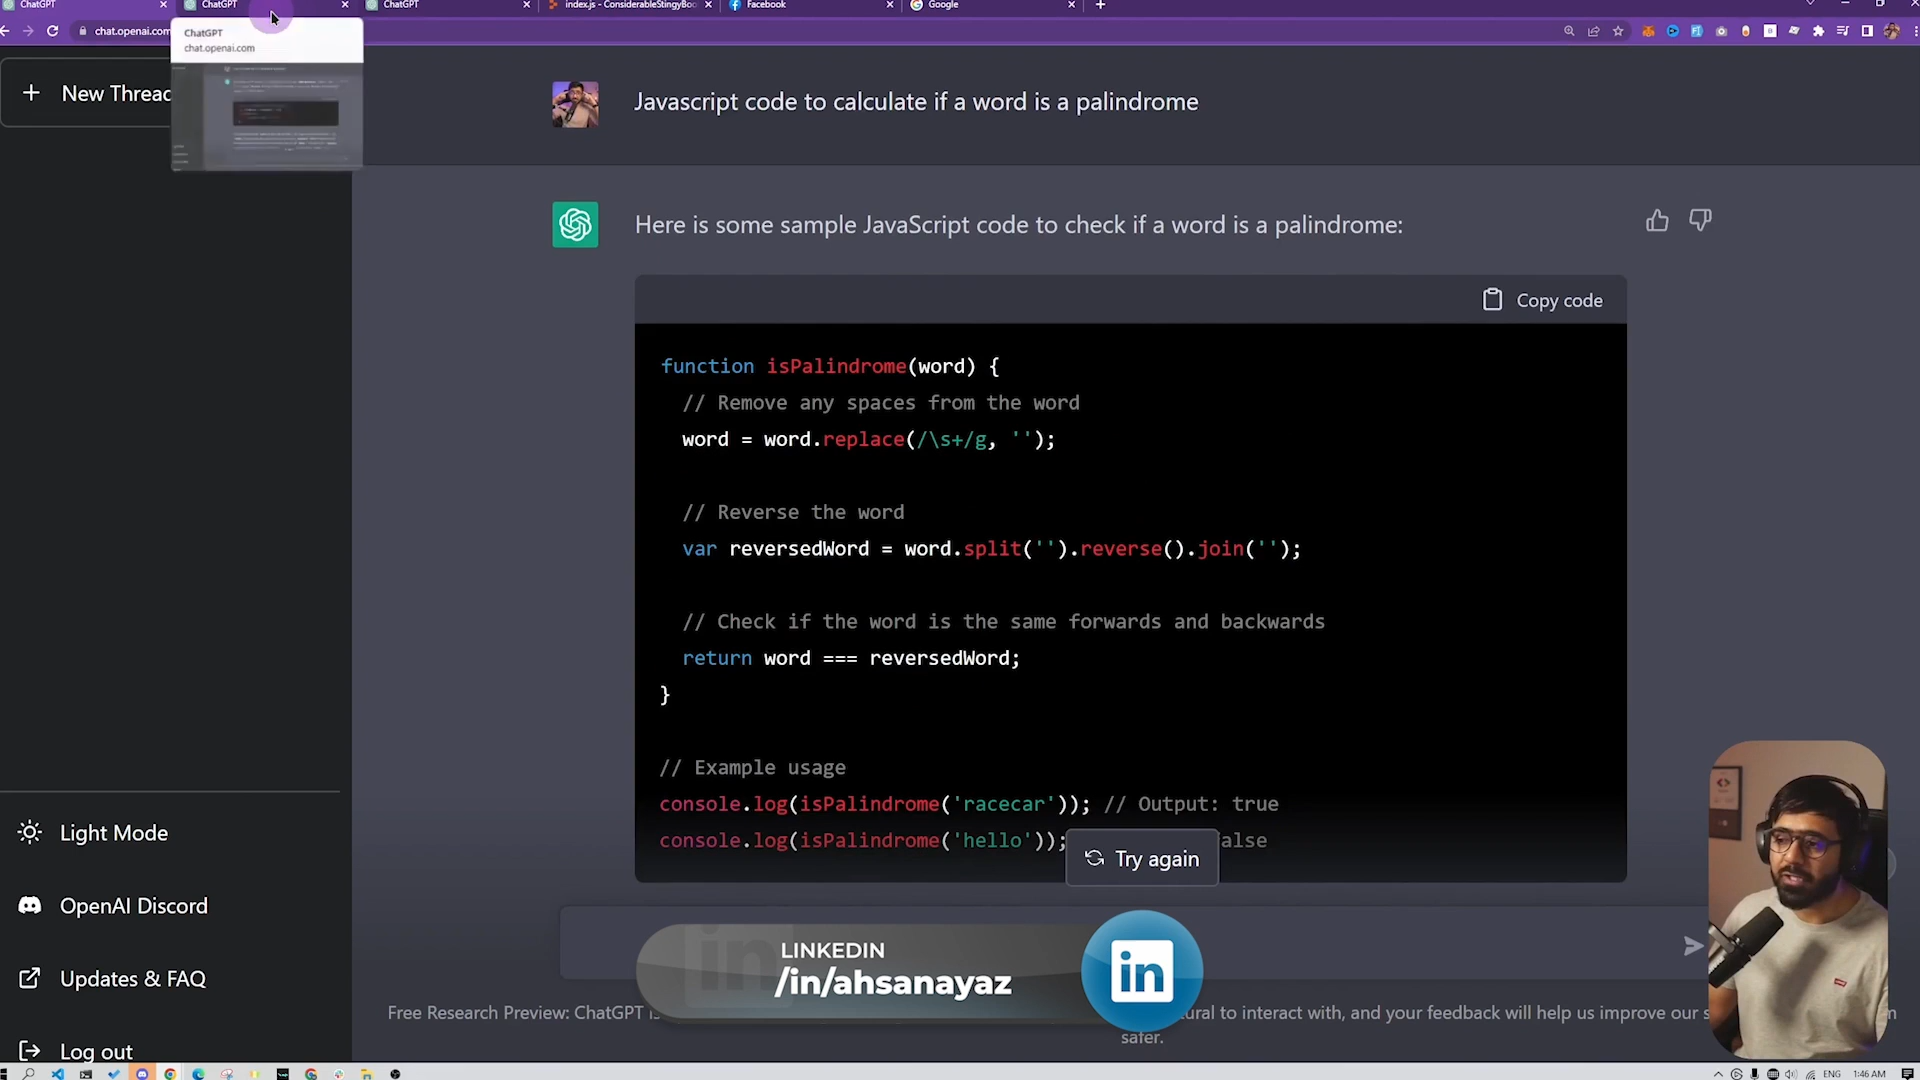 ChatGPT
ChatGPT
ChatGPT
index.js - ConsiderableStingyBoo
Facebook
Google
chat.openai.com
ChatGPT
chat.openai.com
New Thread
Javascript code to calculate if a word is a palindrome
Here is some sample JavaScript code to check if a word is a palindrome:
Copy code
function isPalindrome(word) {
// Remove any spaces from the word
word = word.replace(/\s+/g, '');
// Reverse the word
var reversedWord = word.split('').reverse().join('');
// Check if the word is the same forwards and backwards
return word === reversedWord;
}
// Example usage
console.log(isPalindrome('racecar')); // Output: true
console.log(isPalindrome('hello')); alse
Try again
Light Mode
OpenAI Discord
Updates & FAQ
Log out
LINKEDIN
/in/ahsanayaz
in
Free Research Preview: ChatGPT is ural to interact with, and your feedback will help us improve our s m
safer.
ENG
1:46 AM